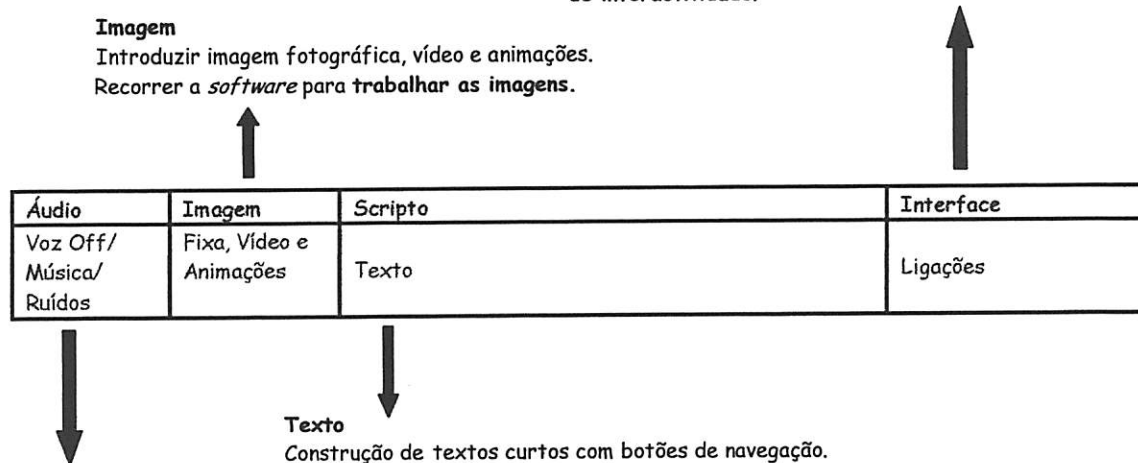 Imagem
Introduzir imagem fotográfica, vídeo e animações.
Recorrer a software para trabalhar as imagens.
Áudio
Imagem
Scripto
Interface
Voz Off/
Música/
Ruídos
Fixa, Vídeo e
Animações
Texto
Ligações
Texto
Construção de textos curtos com botões de navegação.